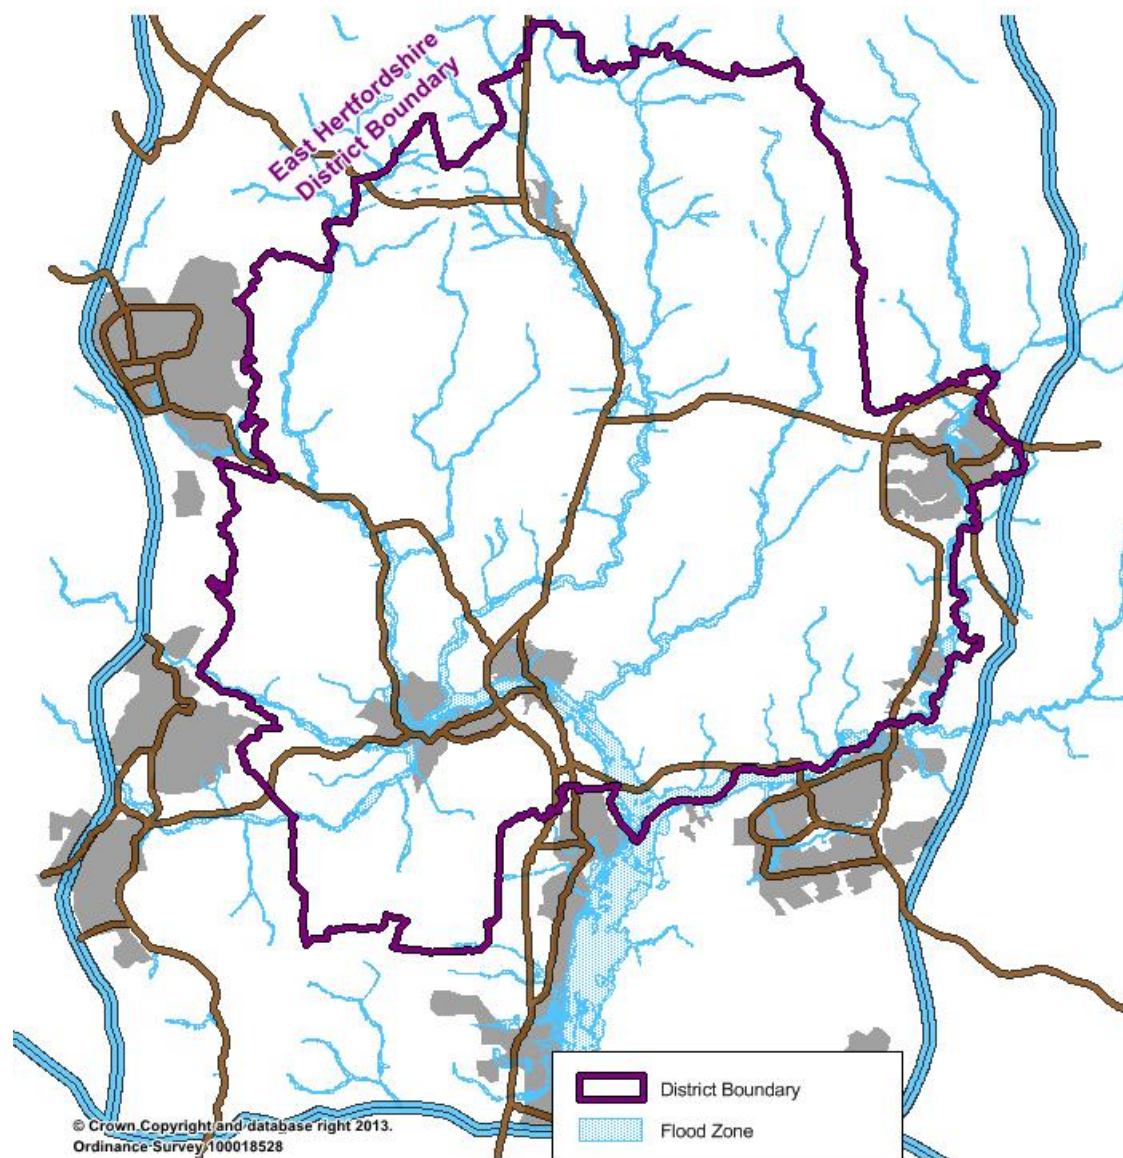 East Hertfordshire
District Boundary
District Boundary
Flood Zone
© Crown Copyright and database right 2013.
Ordinance Survey 100018528